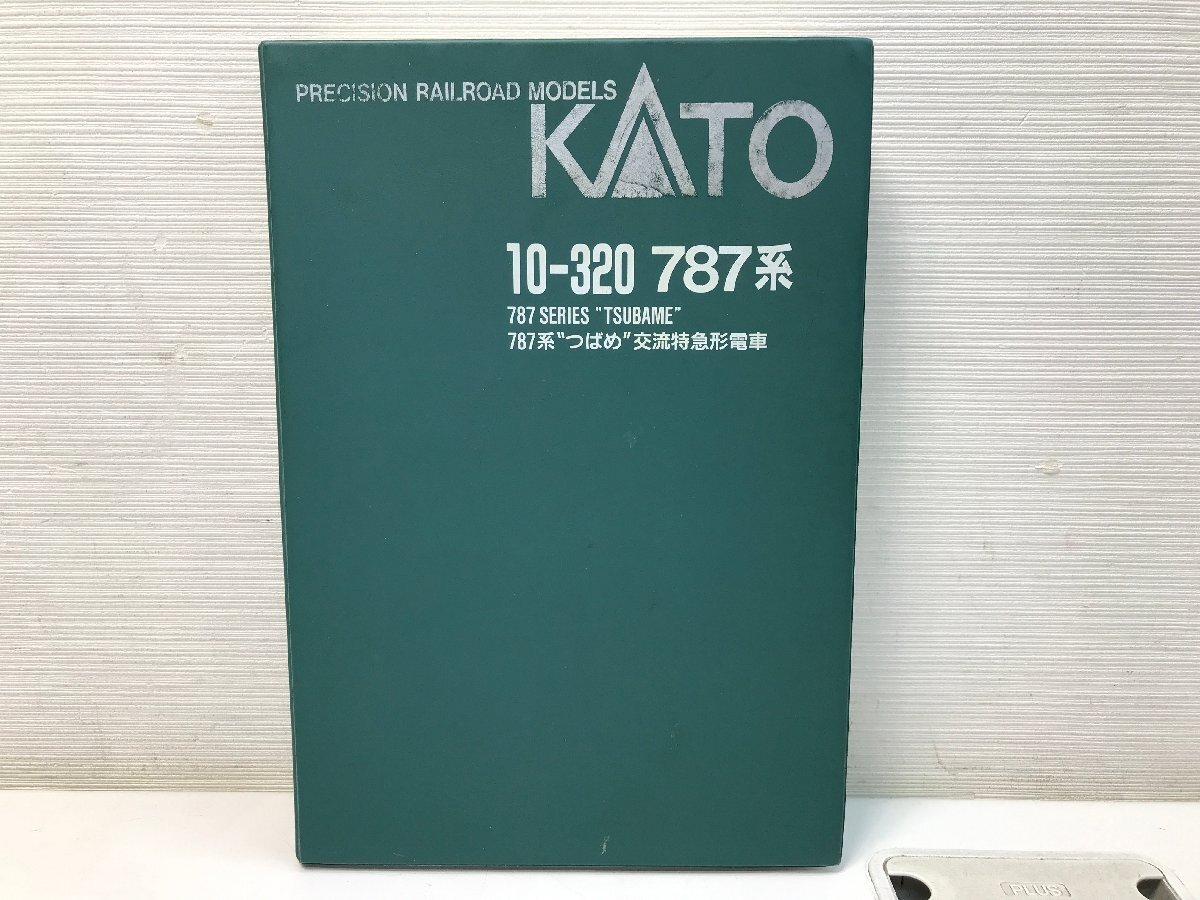 PRECISION RAILROAD MODELS
KATO
10-320 787系
787 SERIES "TSUBAME"
787系"つばめ"交流特急形電車
PLUS